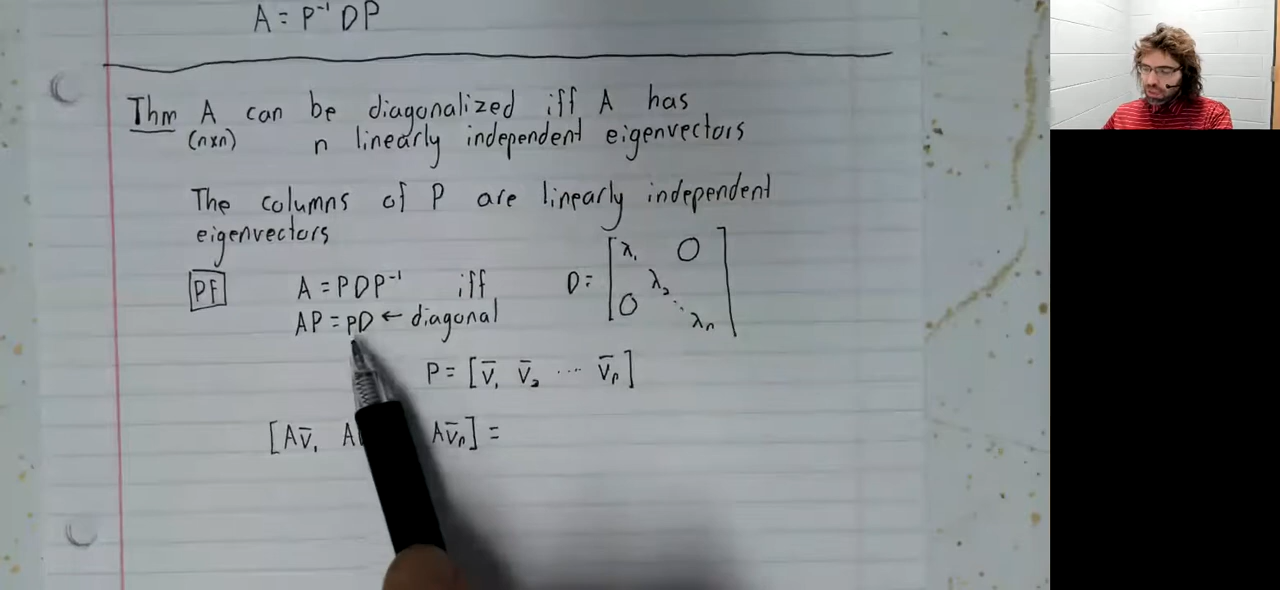 A = P⁻¹ D P
Thm A can be diagonalized iff A has
(n×n) n linearly independent eigenvectors
The columns of P are linearly independent
eigenvectors
PF A = PDP⁻¹ iff D = [λ₁ 0 λ₂ 0 ⋱ λₙ]
AP = PD ← diagonal
P = [v̄₁ v̄₂ ⋯ v̄ₙ]
[Av̄₁ A Av̄ₙ] =